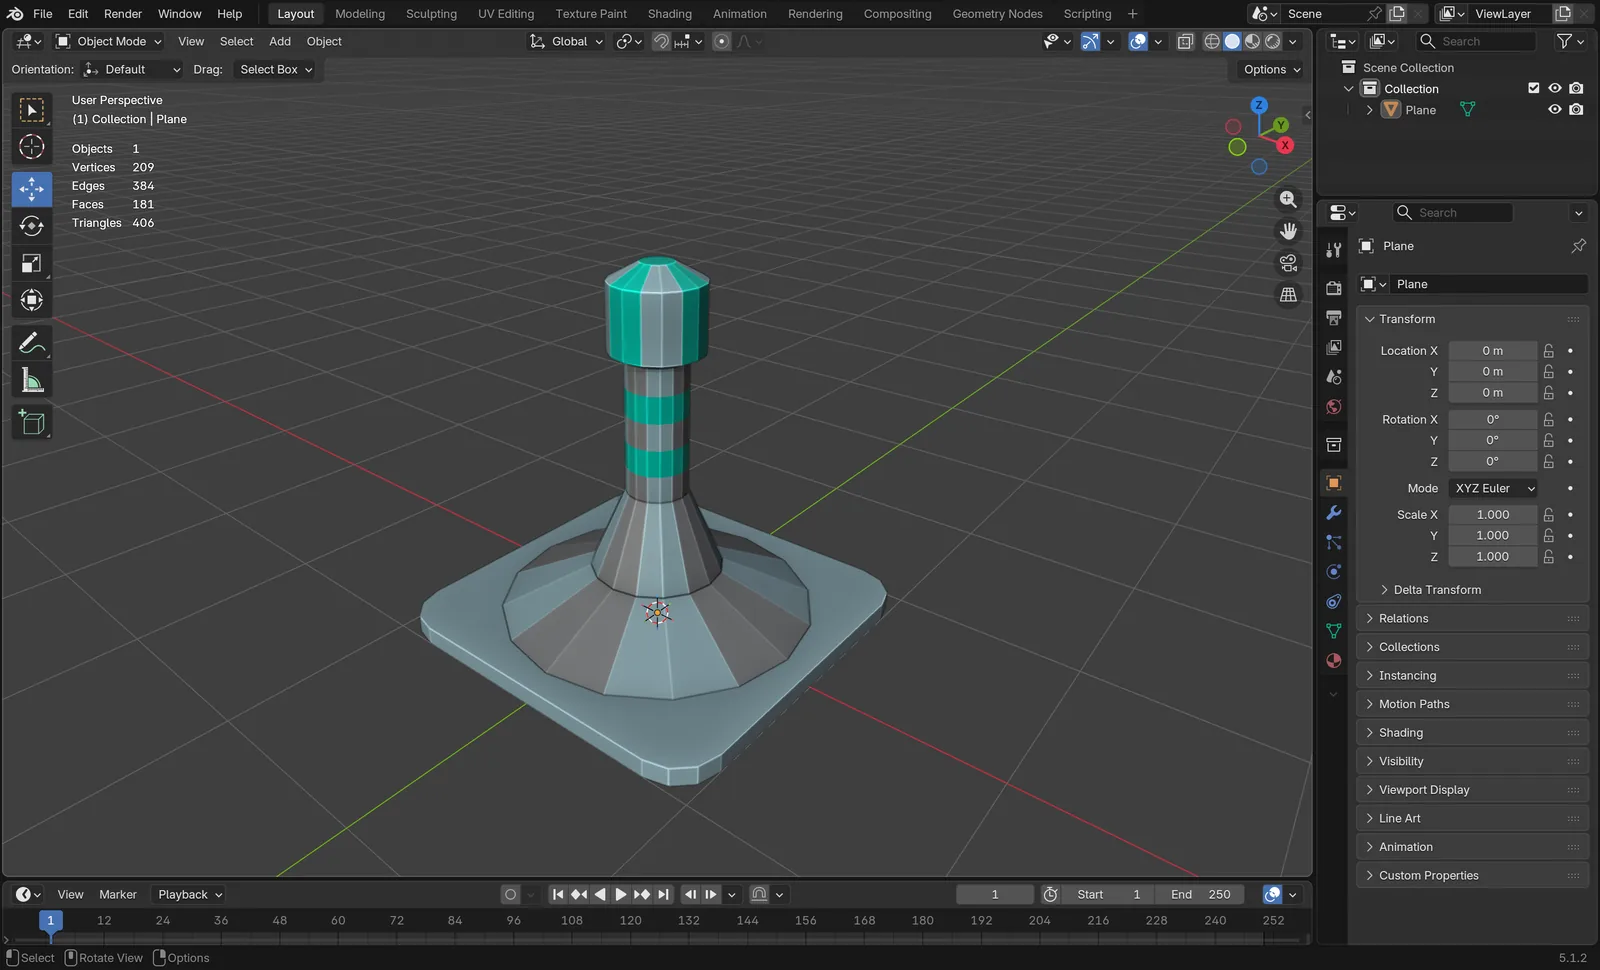 File Edit Render Window Help Layout Modeling Sculpting UV Editing Texture Paint Shading Animation Rendering Compositing Geometry Nodes Scripting + Scene ViewLayer
Object Mode View Select Add Object Global Search
Orientation: Default Drag: Select Box Options
User Perspective
(1) Collection | Plane
Objects 1
Vertices 209
Edges 384
Faces 181
Triangles 406
Z
Y
X
Scene Collection
Collection
Plane
Search
Plane
Plane
Transform
Location X 0 m
Y 0 m
Z 0 m
Rotation X 0°
Y 0°
Z 0°
Mode XYZ Euler
Scale X 1.000
Y 1.000
Z 1.000
Delta Transform
Relations
Collections
Instancing
Motion Paths
Shading
Visibility
Viewport Display
Line Art
Animation
Custom Properties
View Marker Playback 1 Start 1 End 250
1 12 24 36 48 60 72 84 96 108 120 132 144 156 168 180 192 204 216 228 240 252
Select Rotate View Options 5.1.2